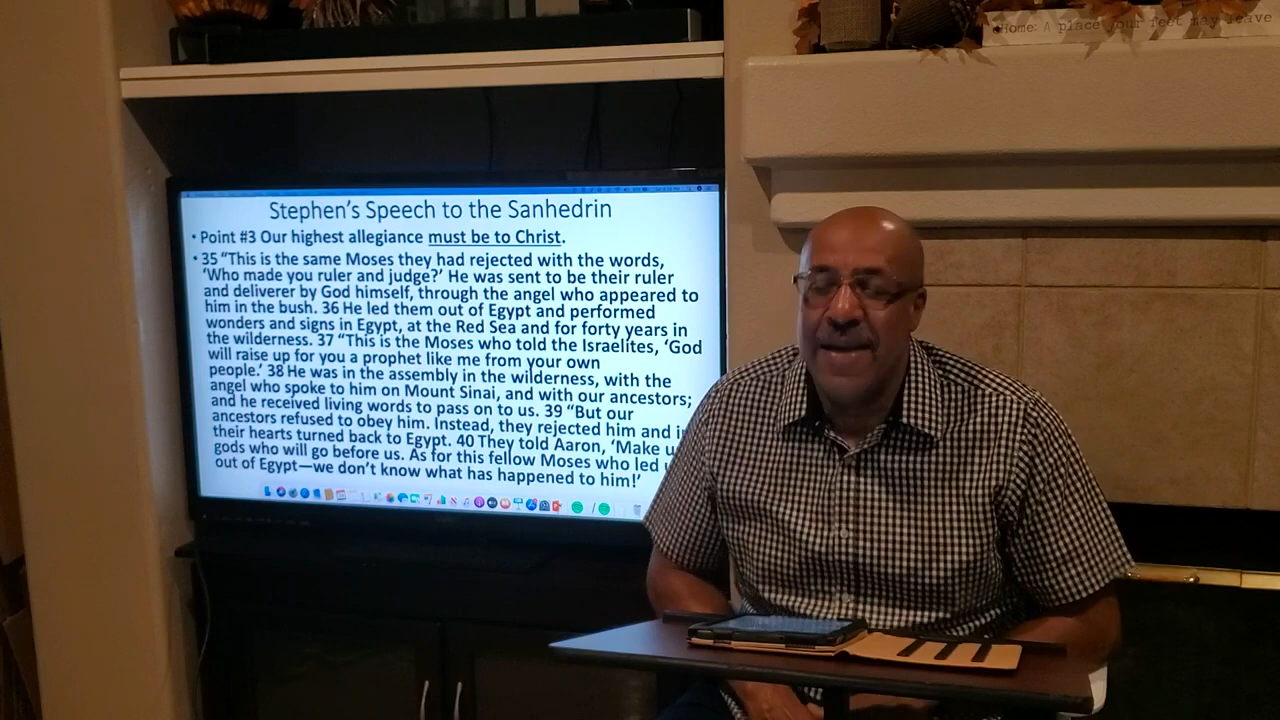 Home: A place your feet may leave
Stephen's Speech to the Sanhedrin
• Point #3 Our highest allegiance must be to Christ.
• 35 “This is the same Moses they had rejected with the words,
‘Who made you ruler and judge?’ He was sent to be their ruler
and deliverer by God himself, through the angel who appeared to
him in the bush. 36 He led them out of Egypt and performed
wonders and signs in Egypt, at the Red Sea and for forty years in
the wilderness. 37 “This is the Moses who told the Israelites, ‘God
will raise up for you a prophet like me from your own
people.’ 38 He was in the assembly in the wilderness, with the
angel who spoke to him on Mount Sinai, and with our ancestors;
and he received living words to pass on to us. 39 “But our
ancestors refused to obey him. Instead, they rejected him and
their hearts turned back to Egypt. 40 They told Aaron, ‘Make
gods who will go before us. As for this fellow Moses who led
out of Egypt—we don’t know what has happened to him!’